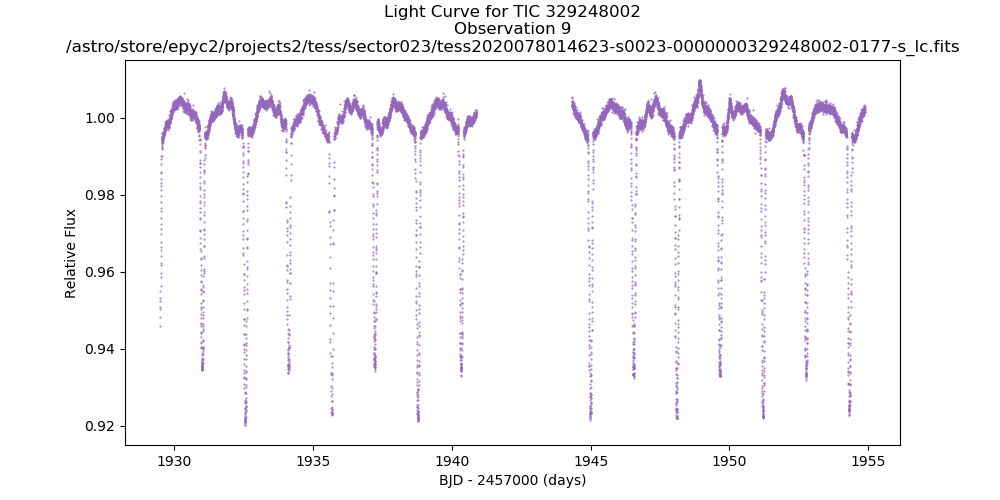 Light Curve for TIC 329248002
Observation 9
/astro/store/epyc2/projects2/tess/sector023/tess2020078014623-s0023-0000000329248002-0177-s_lc.fits
1.00
0.98
0.96
0.94
0.92
Relative Flux
1930
1935
1940
1945
1950
1955
BJD - 2457000 (days)